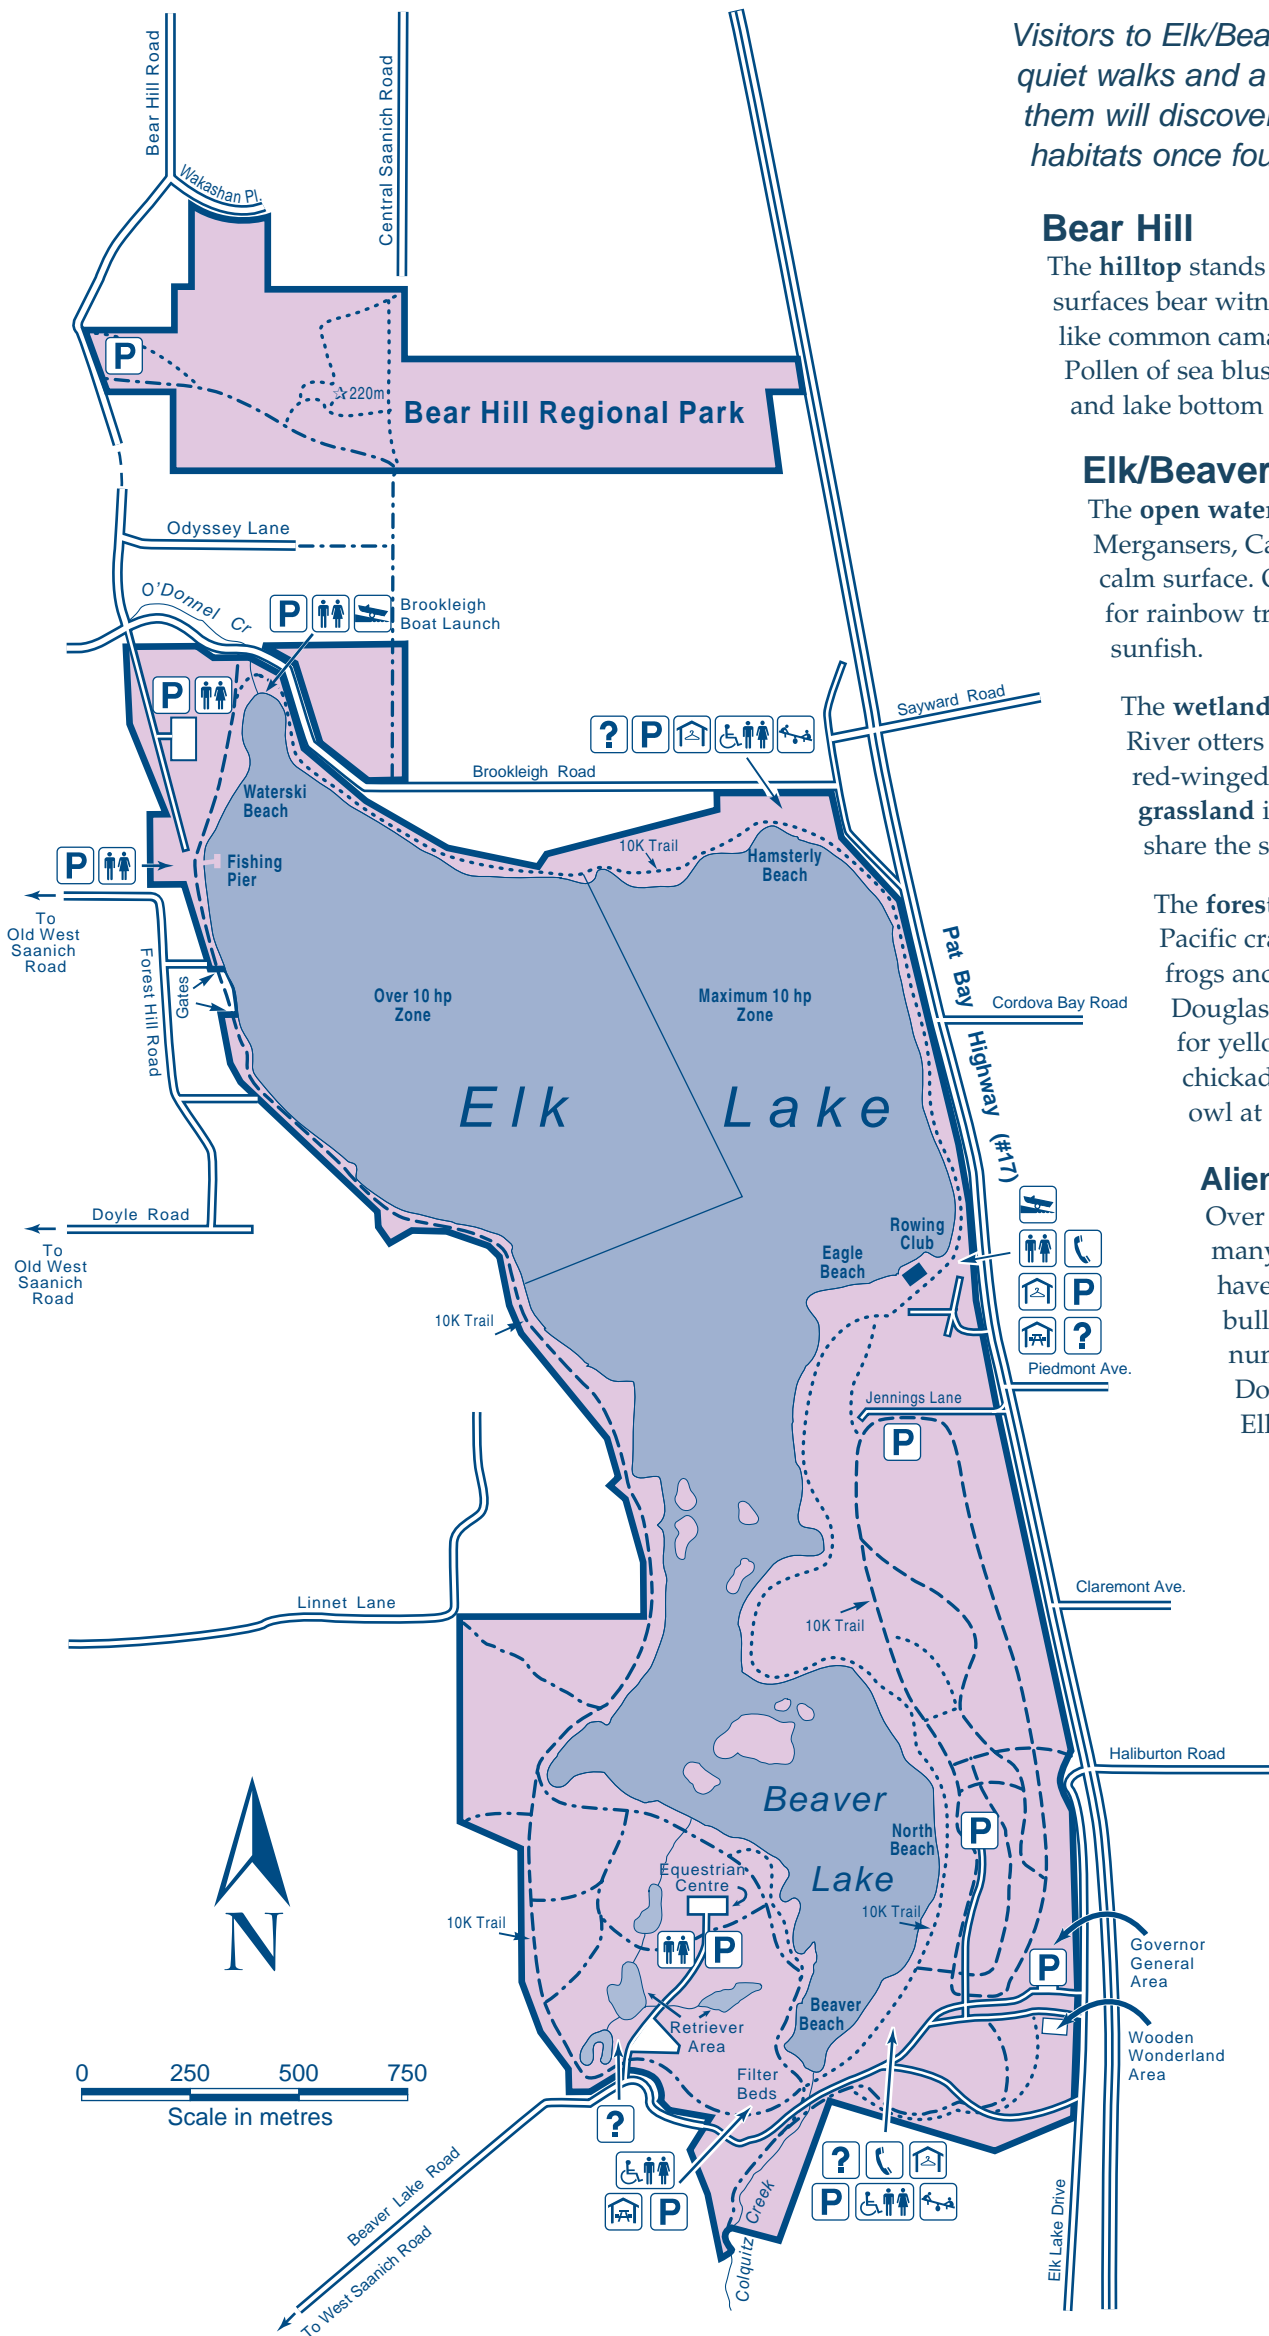 Visitors to Elk/Bea
quiet walks and a
them will discover
habitats once fou
Bear Hill
The hilltop stands
surfaces bear witn
like common cama
Pollen of sea blus
and lake bottom
Elk/Beaver
The open water
Mergansers, Ca
calm surface. C
for rainbow tr
sunfish.
The wetland
River otters
red-winged
grassland i
share the s
The forest
Pacific cra
frogs and
Douglas
for yello
chickad
owl at
Alien
Over
many
have
bull
num
Do
Elk
Bear Hill Road
Wakashan Pl.
Central Saanich Road
P
☆220m
Bear Hill Regional Park
Odyssey Lane
O'Donnel Cr
P
Brookleigh
Boat Launch
P
Sayward Road
? P
Brookleigh Road
Waterski
Beach
10K Trail
Hamsterly
Beach
P
Fishing
Pier
To
Old West
Saanich
Road
Forest Hill Road
Gates
Pat Bay Highway (#17)
Over 10 hp
Zone
Maximum 10 hp
Zone
Cordova Bay Road
Elk Lake
Doyle Road
To
Old West
Saanich
Road
Rowing
Club
Eagle
Beach
P
?
10K Trail
Piedmont Ave.
Jennings Lane
P
Claremont Ave.
Linnet Lane
10K Trail
Haliburton Road
Beaver
Lake
North
Beach
P
Equestrian
Centre
10K Trail
10K Trail
P
Governor
General
Area
P
Beaver
Beach
Retriever
Area
Wooden
Wonderland
Area
Filter
Beds
N
0 250 500 750
Scale in metres
?
P
?
P
Beaver Lake Road
To West Saanich Road
Colquitz Creek
Elk Lake Drive